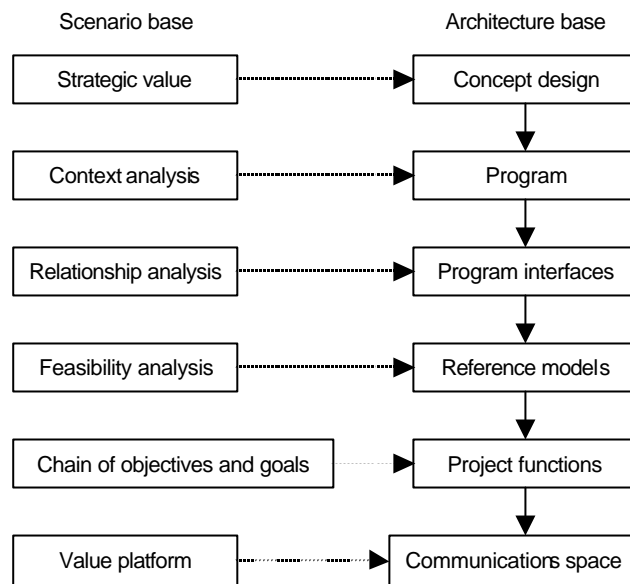 Scenario base
Architecture base
Strategic value
Concept design
Context analysis
Program
Relationship analysis
Program interfaces
Feasibility analysis
Reference models
Chain of objectives and goals
Project functions
Value platform
Communications space